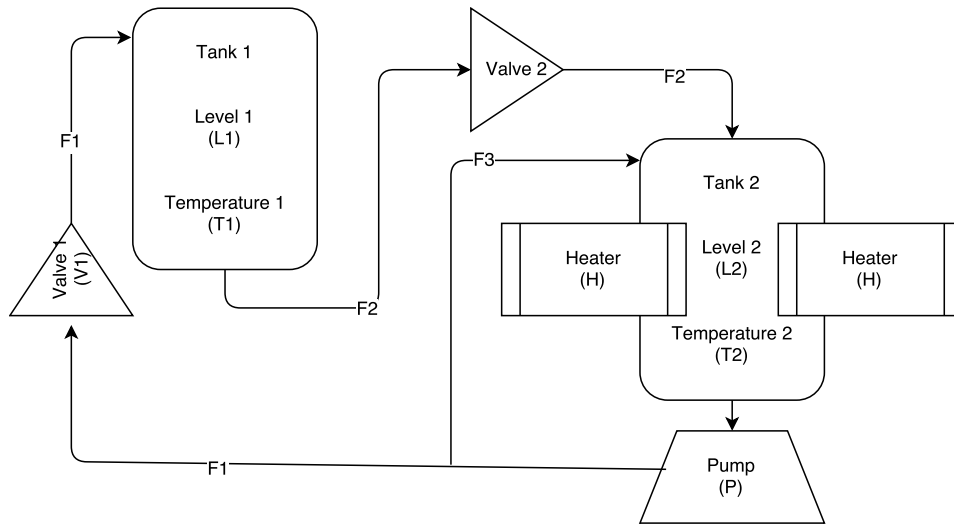 Tank 1
Level 1
(L1)
Temperature 1
(T1)
F1
Valve 1
(V1)
F2
Valve 2
F2
F3
Tank 2
Level 2
(L2)
Temperature 2
(T2)
Heater
(H)
Heater
(H)
F1
Pump
(P)